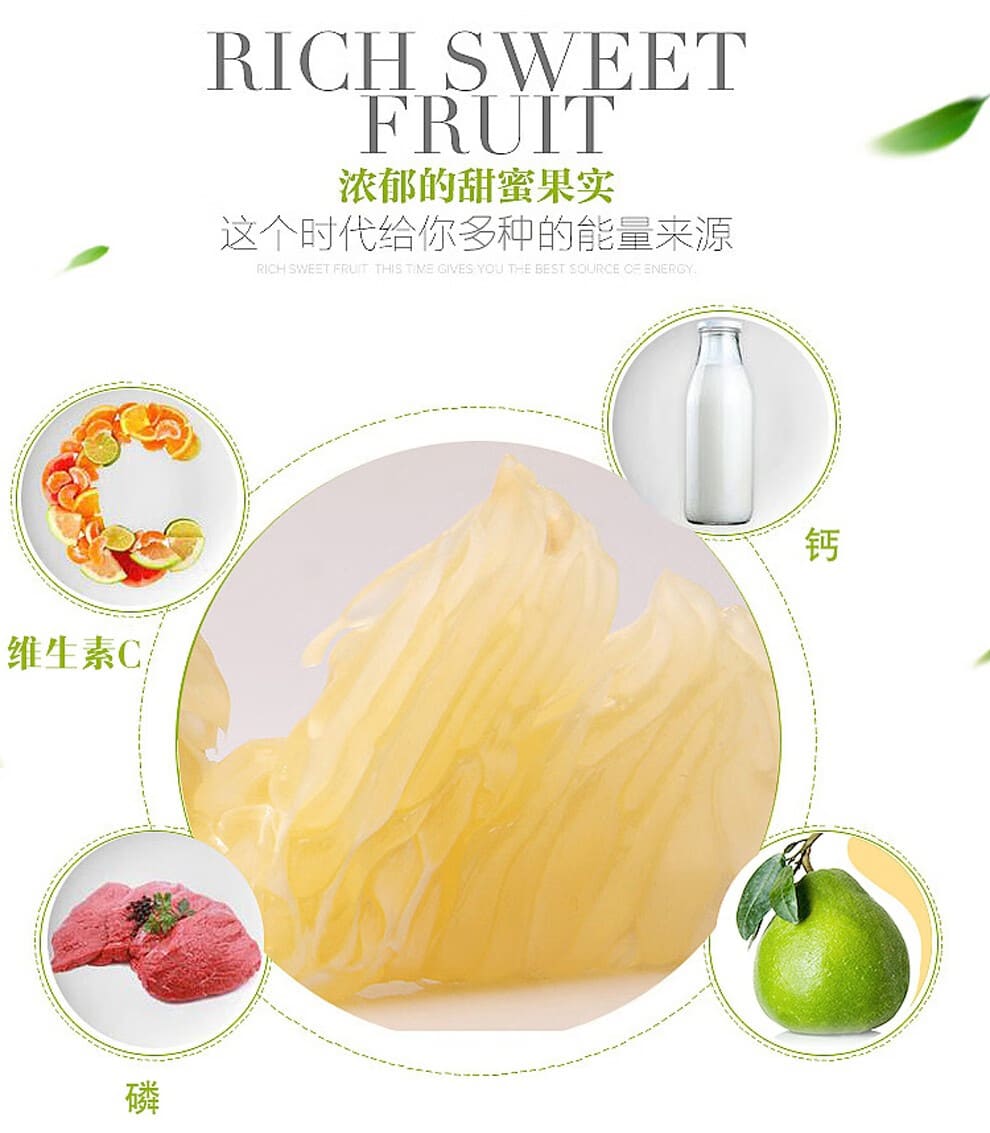 RICH SWEET
FRUIT
浓郁的甜蜜果实
这个时代给你多种的能量来源
RICH SWEET FRUIT THIS TIME GIVES YOU THE BEST SOURCE OF ENERGY.
钙
维生素C
磷